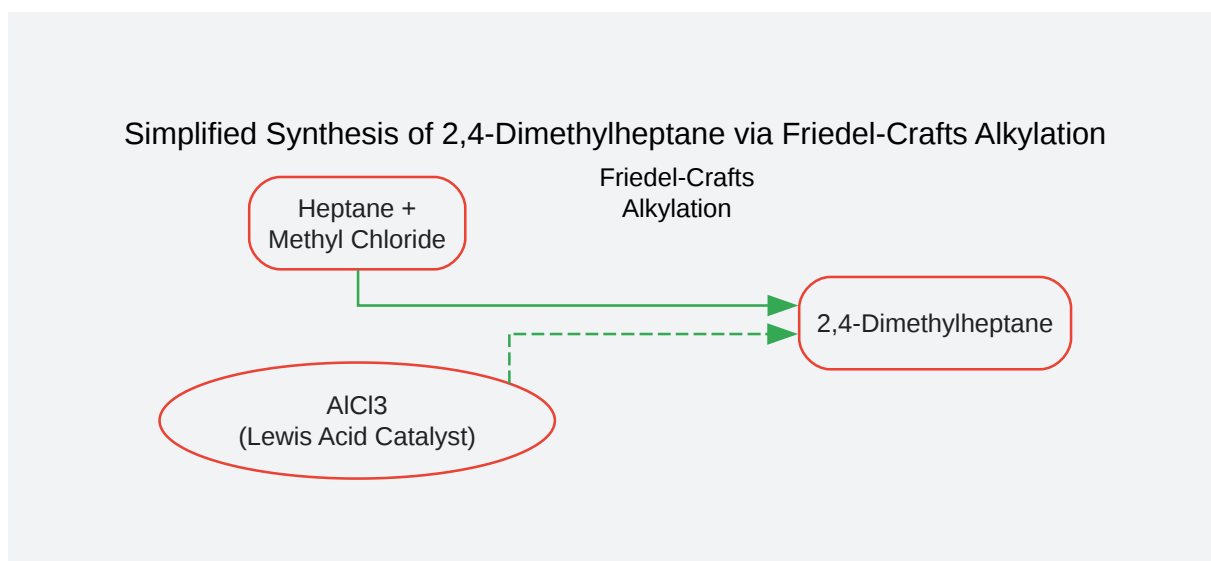 Simplified Synthesis of 2,4-Dimethylheptane via Friedel-Crafts Alkylation
Friedel-Crafts
Alkylation
Heptane +
Methyl Chloride
2,4-Dimethylheptane
AlCl3
(Lewis Acid Catalyst)